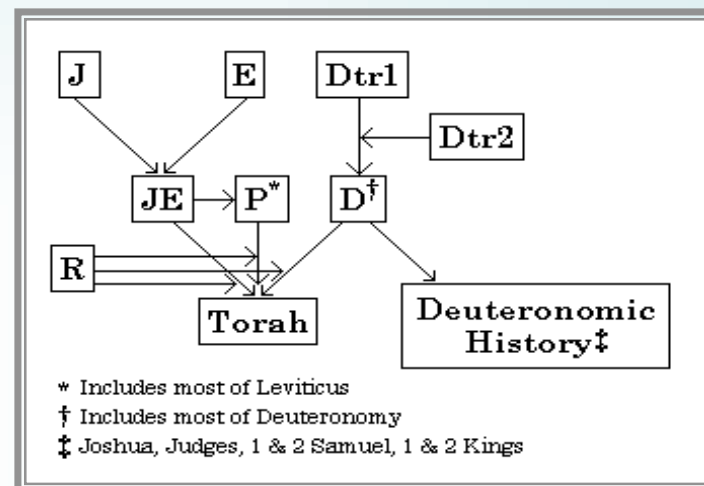 J
E
Dtr1
Dtr2
JE
P*
D†
R
Torah
Deuteronomic
History‡
* Includes most of Leviticus
† Includes most of Deuteronomy
‡ Joshua, Judges, 1 & 2 Samuel, 1 & 2 Kings